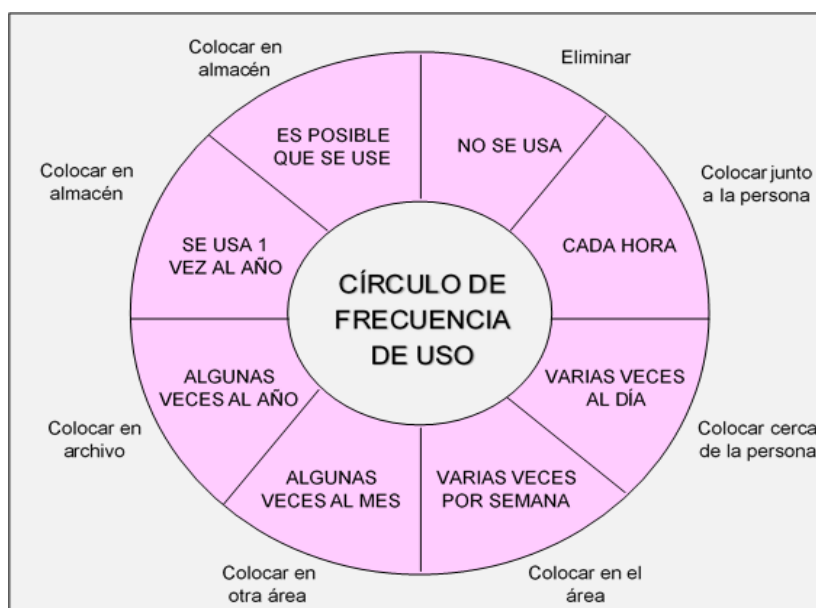 Colocar en
almacén
Eliminar
ES POSIBLE
QUE SE USE
NO SE USA
Colocar en
almacén
Colocar junto
a la persona
SE USA 1
VEZ AL AÑO
CADA HORA
CÍRCULO DE
FRECUENCIA
DE USO
ALGUNAS
VECES AL AÑO
VARIAS VECES
AL DÍA
Colocar en
archivo
Colocar cerca
de la persona
ALGUNAS
VECES AL MES
VARIAS VECES
POR SEMANA
Colocar en
otra área
Colocar en el
área